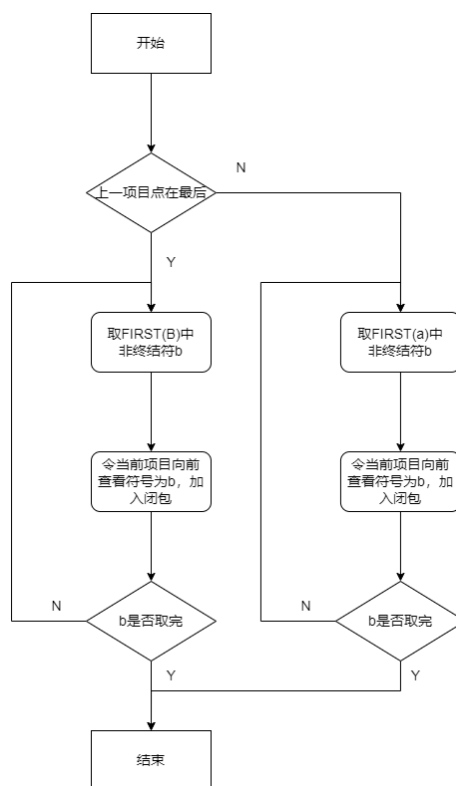 开始
上一项目点在最后
N
Y
取FIRST(B)中
非终结符b
取FIRST(a)中
非终结符b
令当前项目向前
查看符号为b，加
入闭包
令当前项目向前
查看符号为b，加
入闭包
N
b是否取完
N
b是否取完
Y
Y
结束